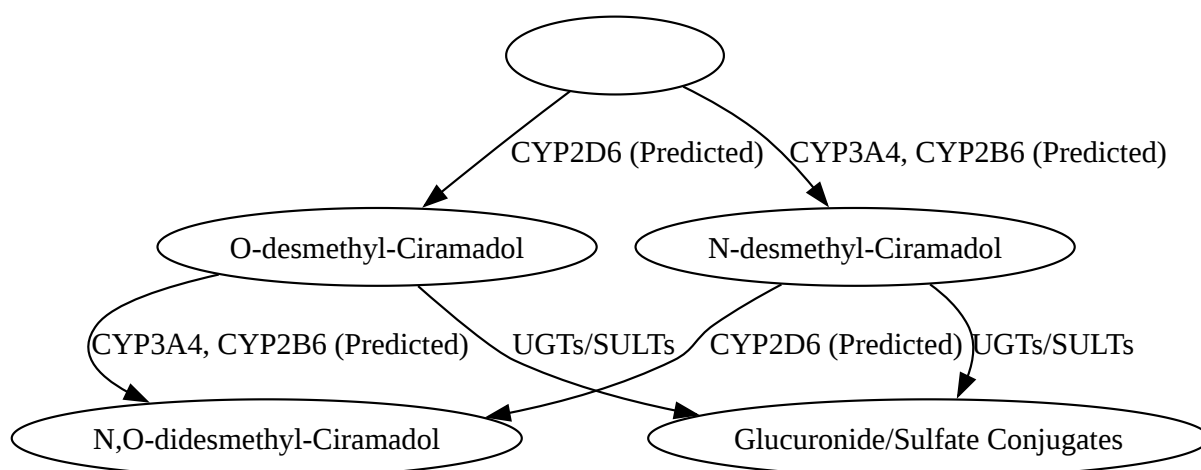 CYP2D6 (Predicted)
CYP3A4, CYP2B6 (Predicted)
O-desmethyl-Ciramadol
N-desmethyl-Ciramadol
CYP3A4, CYP2B6 (Predicted)
UGTs/SULTs
CYP2D6 (Predicted)
UGTs/SULTs
N,O-didesmethyl-Ciramadol
Glucuronide/Sulfate Conjugates